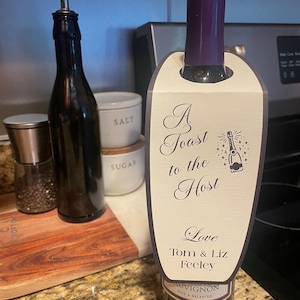 SALT
SUGAR
A
Toast
to the
Host
Love
Tom & Liz
Feeley
SAUVIGNON